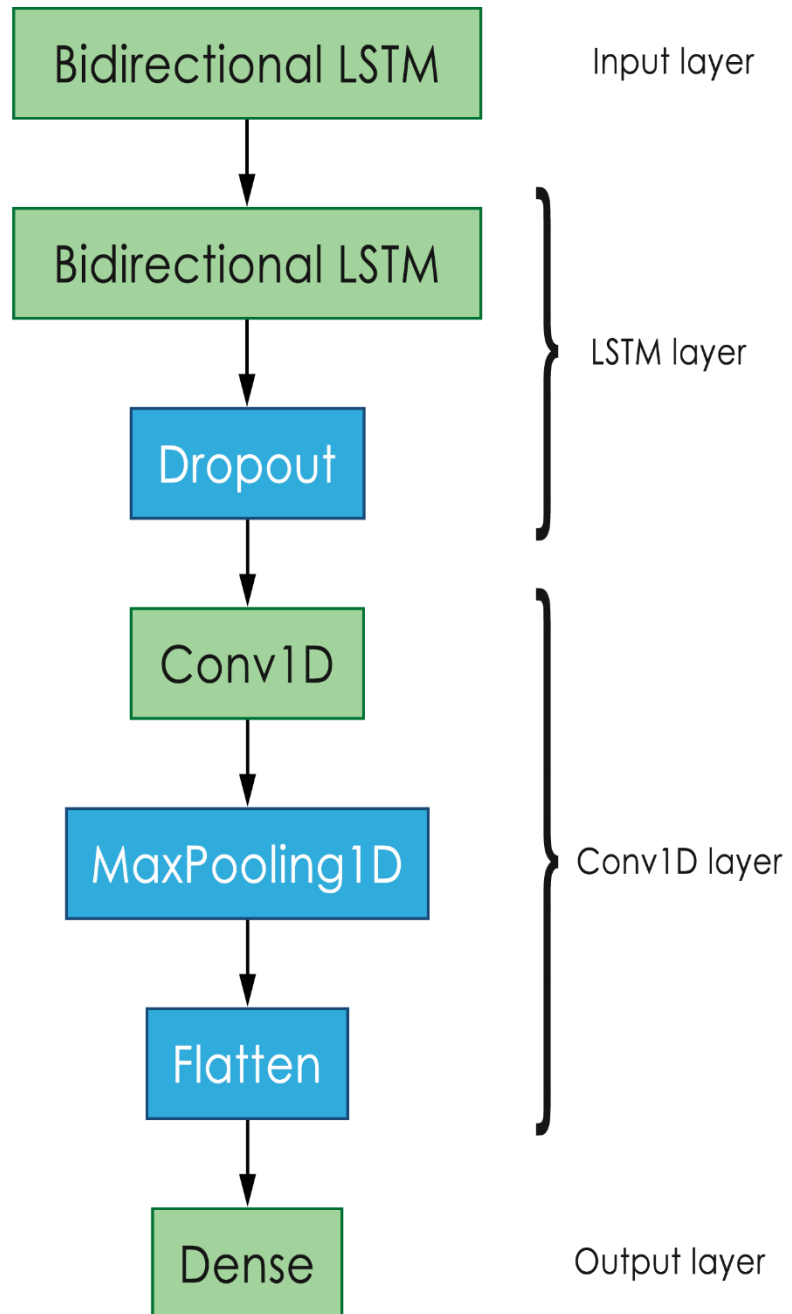 Bidirectional LSTM
Input layer
Bidirectional LSTM
LSTM layer
Dropout
Conv1D
MaxPooling1D
Conv1D layer
Flatten
Dense
Output layer